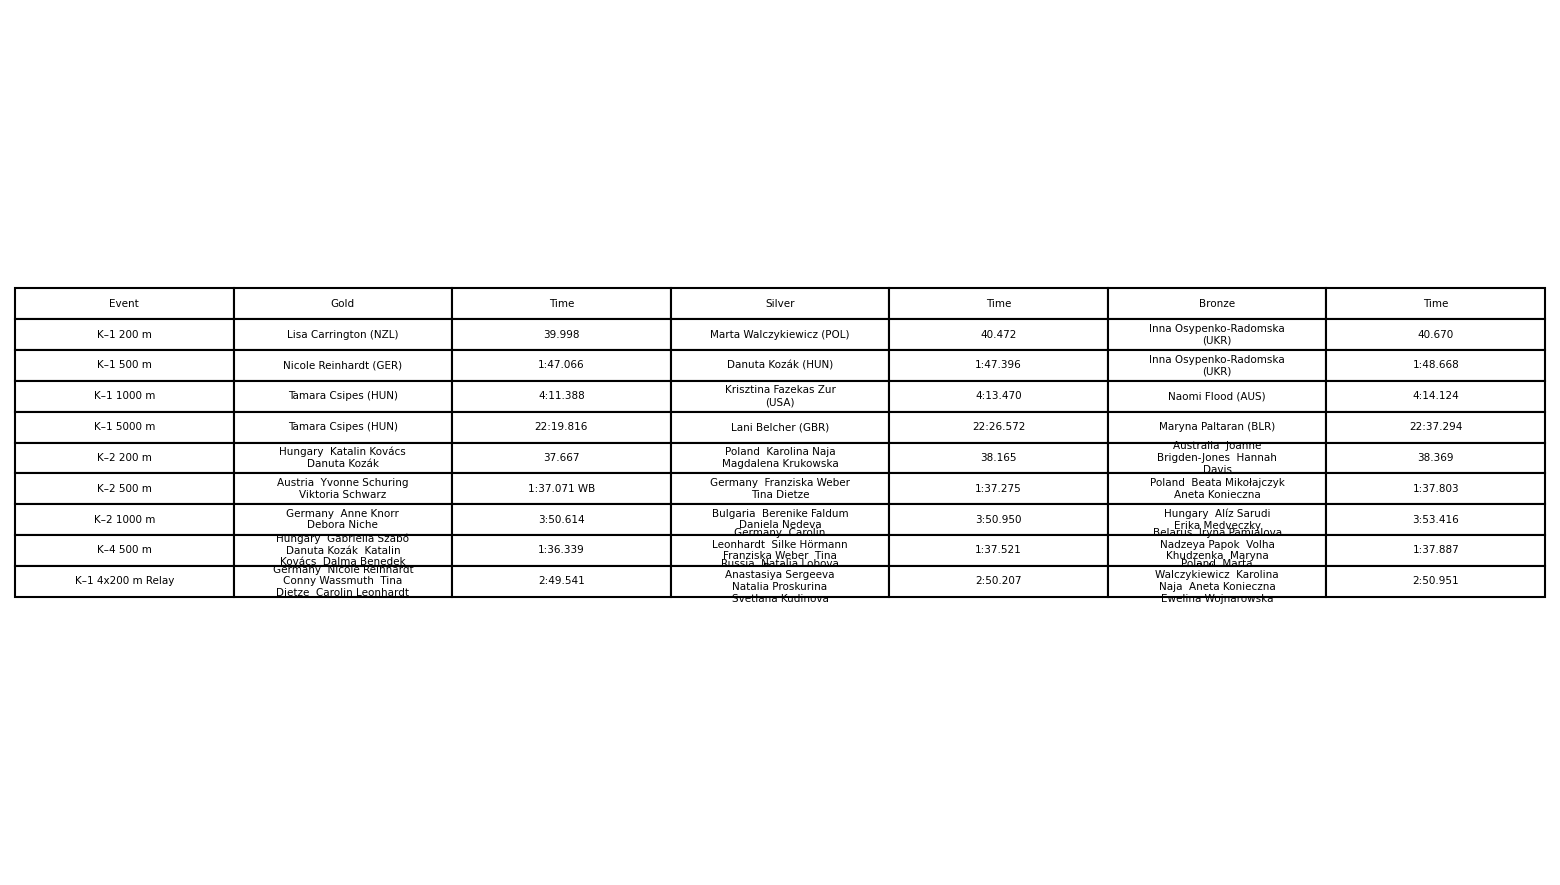 Event Gold Time Silver Time Bronze Time
K–1 200 m Lisa Carrington (NZL) 39.998 Marta Walczykiewicz (POL) 40.472 Inna Osypenko-Radomska
(UKR) 40.670
K–1 500 m Nicole Reinhardt (GER) 1:47.066 Danuta Kozák (HUN) 1:47.396 Inna Osypenko-Radomska
(UKR) 1:48.668
K–1 1000 m Tamara Csipes (HUN) 4:11.388 Krisztina Fazekas Zur
(USA) 4:13.470 Naomi Flood (AUS) 4:14.124
K–1 5000 m Tamara Csipes (HUN) 22:19.816 Lani Belcher (GBR) 22:26.572 Maryna Paltaran (BLR) 22:37.294
K–2 200 m Hungary  Katalin Kovács
Danuta Kozák 37.667 Poland  Karolina Naja
Magdalena Krukowska 38.165 Australia  Joanne
Brigden-Jones  Hannah
Davis 38.369
K–2 500 m Austria  Yvonne Schuring
Viktoria Schwarz 1:37.071 WB Germany  Franziska Weber
Tina Dietze 1:37.275 Poland  Beata Mikołajczyk
Aneta Konieczna 1:37.803
K–2 1000 m Germany  Anne Knorr
Debora Niche 3:50.614 Bulgaria  Berenike Faldum
Daniela Nedeva 3:50.950 Hungary  Alíz Sarudi
Erika Medveczky 3:53.416
K–4 500 m Hungary  Gabriella Szabó
Danuta Kozák  Katalin
Kovács  Dalma Benedek 1:36.339 Germany  Carolin
Leonhardt  Silke Hörmann
Franziska Weber  Tina
1:37.521 Belarus  Iryna Pamialova
Nadzeya Papok  Volha
Khudzenka  Maryna
1:37.887
K–1 4x200 m Relay Germany  Nicole Reinhardt
Conny Wassmuth  Tina
Dietze  Carolin Leonhardt 2:49.541 Russia  Natalia Lobova
Anastasiya Sergeeva
Natalia Proskurina
Svetlana Kudinova 2:50.207 Poland  Marta
Walczykiewicz  Karolina
Naja  Aneta Konieczna
Ewelina Wojnarowska 2:50.951